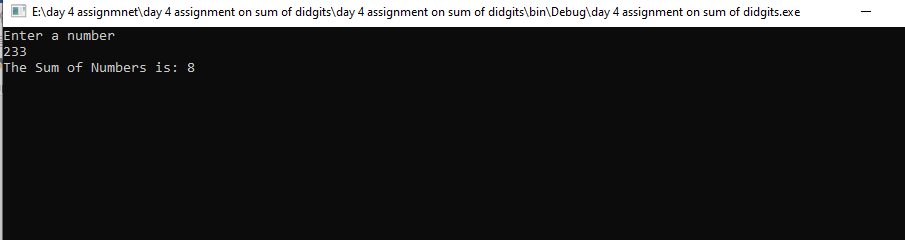 E:\day 4 assignmnet\day 4 assignment on sum of didgits\day 4 assignment on sum of didgits\bin\Debug\day 4 assignment on sum of didgits.exe
Enter a number
233
The Sum of Numbers is: 8